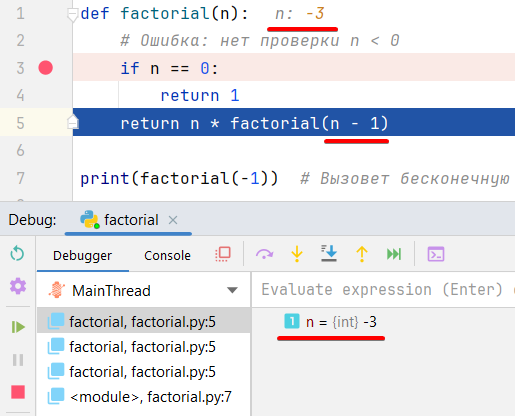 1 def factorial(n): n: -3
2 # Ошибка: нет проверки n < 0
3 if n == 0:
4 return 1
5 return n * factorial(n - 1)
6
7 print(factorial(-1)) # Вызовет бесконечную
Debug: factorial ×
Debugger Console
MainThread
Evaluate expression (Enter)
factorial, factorial.py:5
1 n = {int} -3
factorial, factorial.py:5
factorial, factorial.py:5
<module>, factorial.py:7